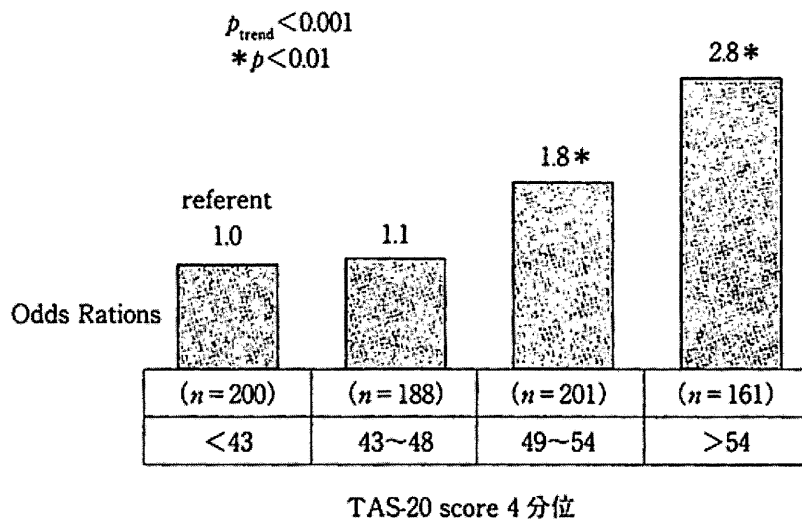 p trend <0.001
*p<0.01
2.8*
1.8*
referent
1.0
1.1
Odds Rations
(n=200) (n=188) (n=201) (n=161)
<43 43~48 49~54 >54
TAS-20 score 4分位